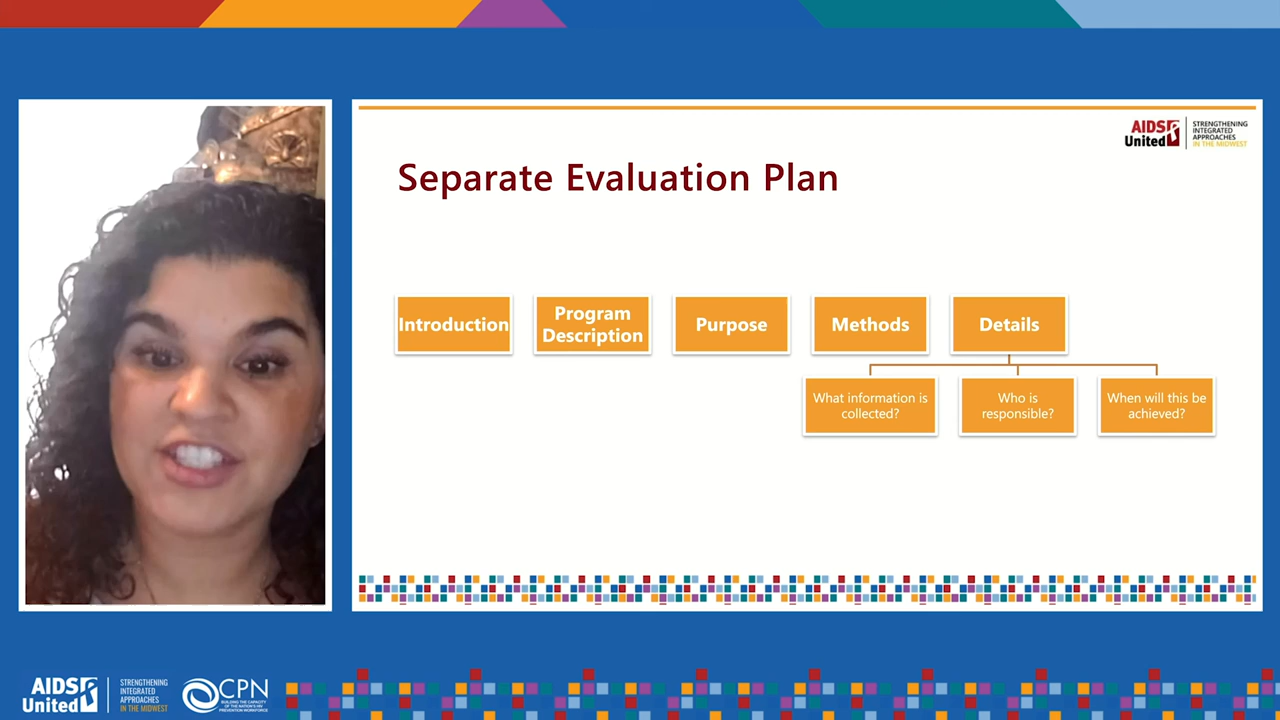 AIDS
United
STRENGTHENING
INTEGRATED
APPROACHES
IN THE MIDWEST
Separate Evaluation Plan
Introduction
Program
Description
Purpose
Methods
Details
What information is
collected?
Who is
responsible?
When will this be
achieved?
AIDS
United
STRENGTHENING
INTEGRATED
APPROACHES
IN THE MIDWEST
CPN
BUILDING THE CAPACITY
OF THE NATION'S HIV
PREVENTION WORKFORCE